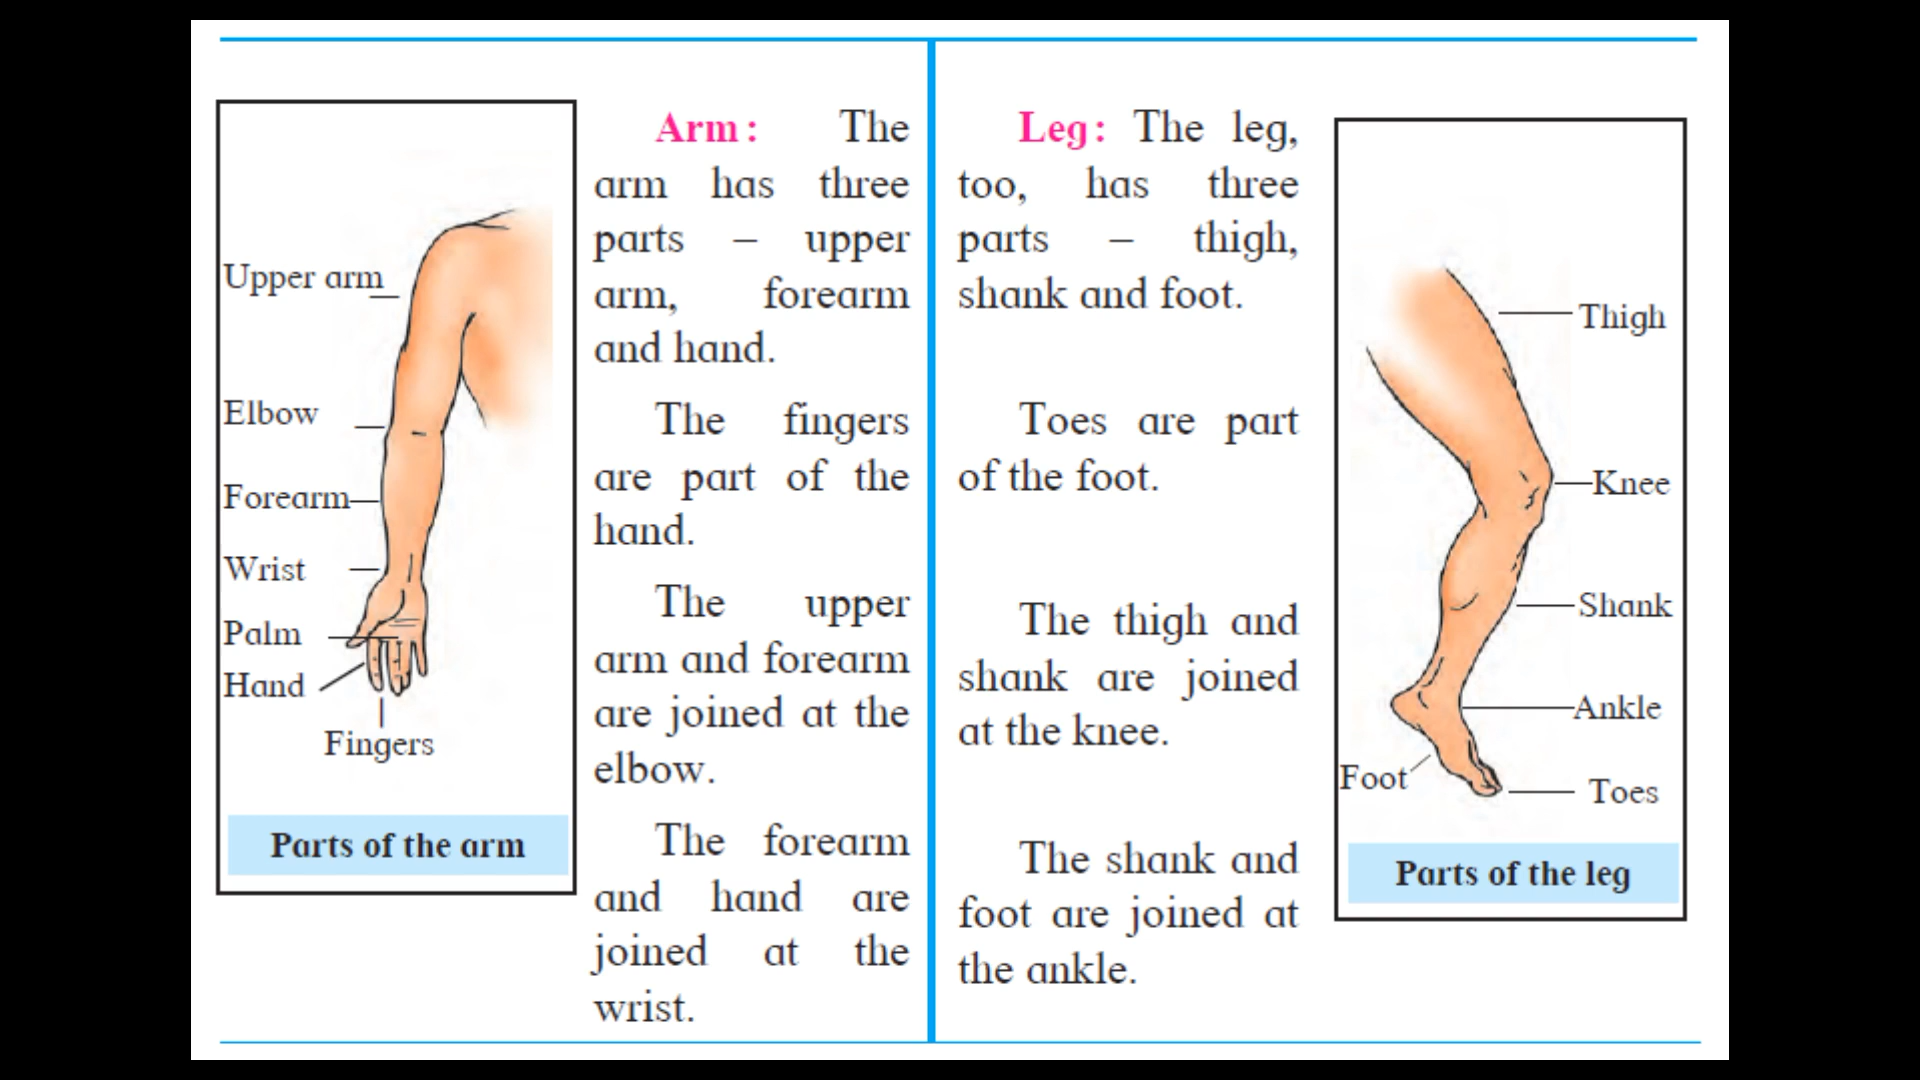 Upper arm
Elbow
Forearm
Wrist
Palm
Hand
Fingers
Parts of the arm
Arm : The
arm has three
parts – upper
arm, forearm
and hand.
The fingers
are part of the
hand.
The upper
arm and forearm
are joined at the
elbow.
The forearm
and hand are
joined at the
wrist.
Leg : The leg,
too, has three
parts – thigh,
shank and foot.
Toes are part
of the foot.
The thigh and
shank are joined
at the knee.
The shank and
foot are joined at
the ankle.
Thigh
Knee
Shank
Ankle
Foot
Toes
Parts of the leg